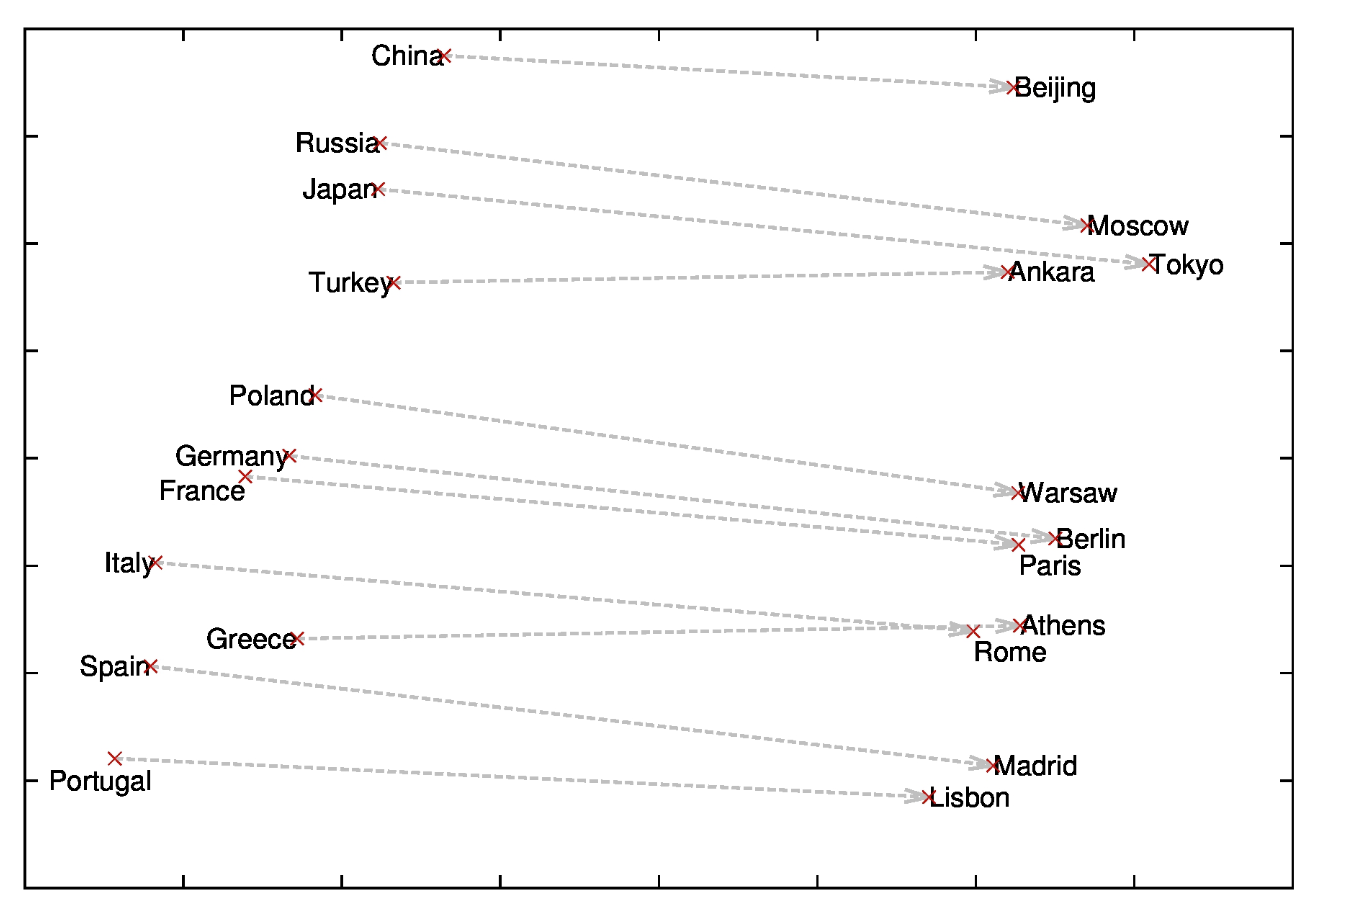 China
Beijing
Russia
Japan
Moscow
Tokyo
Turkey
Ankara
Poland
Germany
France
Warsaw
Berlin
Paris
Italy
Athens
Greece
Rome
Spain
Madrid
Portugal
Lisbon